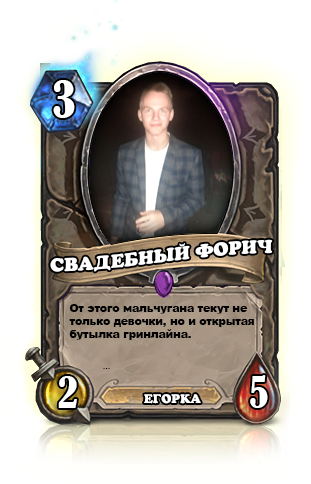 3
СВАДЕБНЫЙ ФОРИЧ
От этого мальчугана текут не
только девочки, но и открытая
бутылка гринлайна.
...
2
ЕГОРКА
5